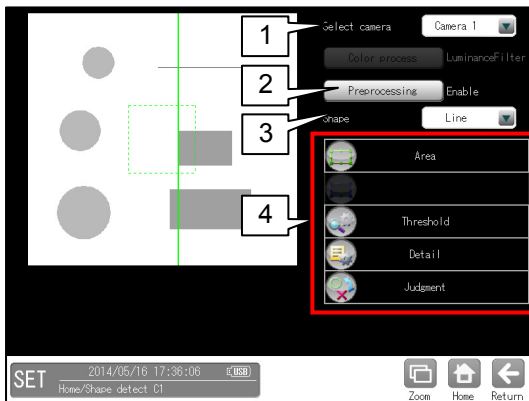 1
Select camera
Camera 1
Color process
LuminanceFilter
2
Preprocessing
Enable
3
Shape
Line
4
Area
Threshold
Detail
Judgment
SET
2014/05/16 17:36:06
USB
Home/Shape detect C1
Zoom
Home
Return